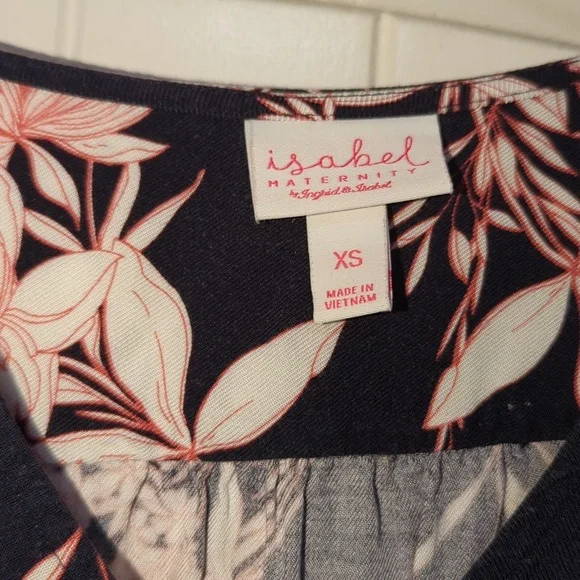 isabel
MATERNITY
by Ingrid & Isabel
XS
MADE IN
VIETNAM